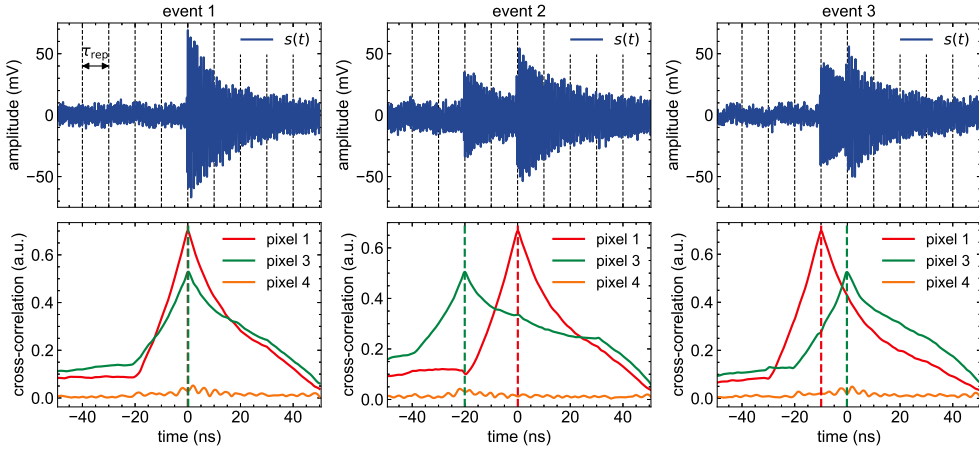 event 1
event 2
event 3
amplitude (mV)
50
0
−50
τrep
s(t)
amplitude (mV)
50
0
−50
s(t)
amplitude (mV)
50
0
−50
s(t)
cross-correlation (a.u.)
0.6
0.4
0.2
0.0
pixel 1
pixel 3
pixel 4
−40 −20 0 20 40
time (ns)
cross-correlation (a.u.)
0.6
0.4
0.2
0.0
pixel 1
pixel 3
pixel 4
−40 −20 0 20 40
time (ns)
cross-correlation (a.u.)
0.6
0.4
0.2
0.0
pixel 1
pixel 3
pixel 4
−40 −20 0 20 40
time (ns)